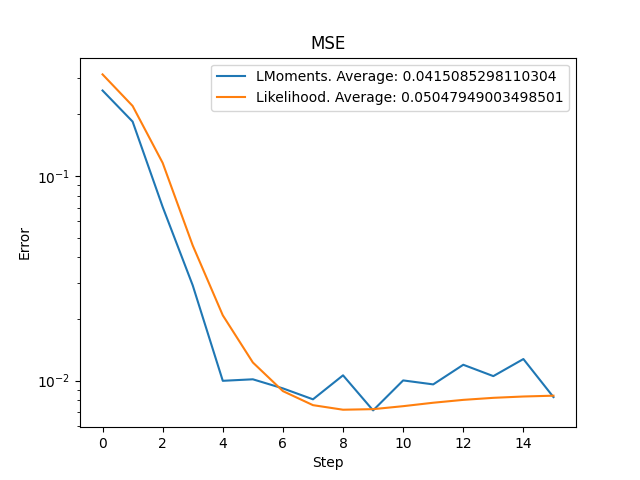 MSE
LMoments. Average: 0.0415085298110304
Likelihood. Average: 0.05047949003498501
Error
10⁻¹
10⁻²
0 2 4 6 8 10 12 14
Step